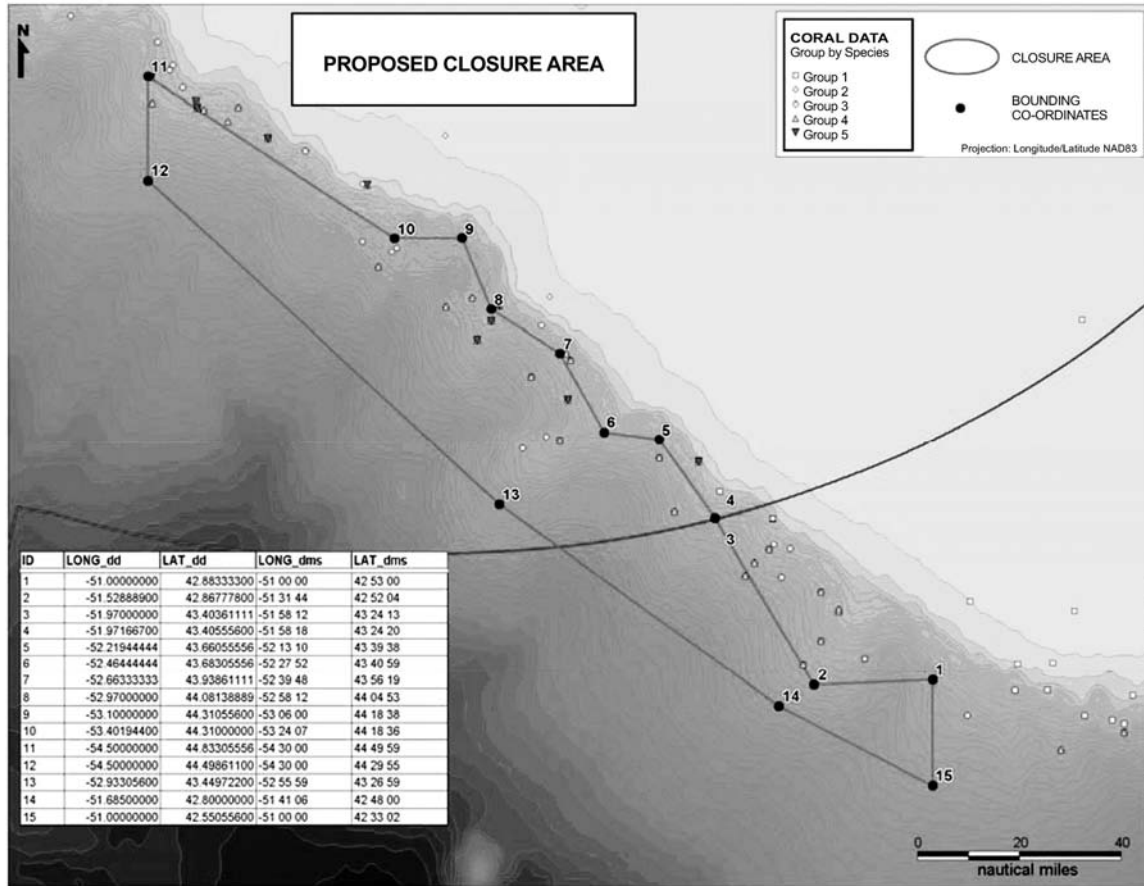 N
PROPOSED CLOSURE AREA
CORAL DATA
Group by Species
Group 1
Group 2
Group 3
Group 4
Group 5
CLOSURE AREA
BOUNDING
CO-ORDINATES
Projection: Longitude/Latitude NAD83
11
12
10
9
8
7
6
5
4
3
13
2
1
14
15
ID LONG_dd LAT_dd LONG_dms LAT_dms
1 -51.00000000 42.88333300 -51 00 00 42 53 00
2 -51.52888900 42.86777800 -51 31 44 42 52 04
3 -51.97000000 43.40361111 -51 58 12 43 24 13
4 -51.97166700 43.40555600 -51 58 18 43 24 20
5 -52.21944444 43.66055556 -52 13 10 43 39 38
6 -52.46444444 43.68305556 -52 27 52 43 40 59
7 -52.66333333 43.93861111 -52 39 48 43 56 19
8 -52.97000000 44.08138889 -52 58 12 44 04 53
9 -53.10000000 44.31055600 -53 06 00 44 18 38
10 -53.40194400 44.31000000 -53 24 07 44 18 36
11 -54.50000000 44.83305556 -54 30 00 44 49 59
12 -54.50000000 44.49861100 -54 30 00 44 29 55
13 -52.93305600 43.44972200 -52 55 59 43 26 59
14 -51.68500000 42.80000000 -51 41 06 42 48 00
15 -51.00000000 42.55055600 -51 00 00 42 33 02
0 20 40
nautical miles